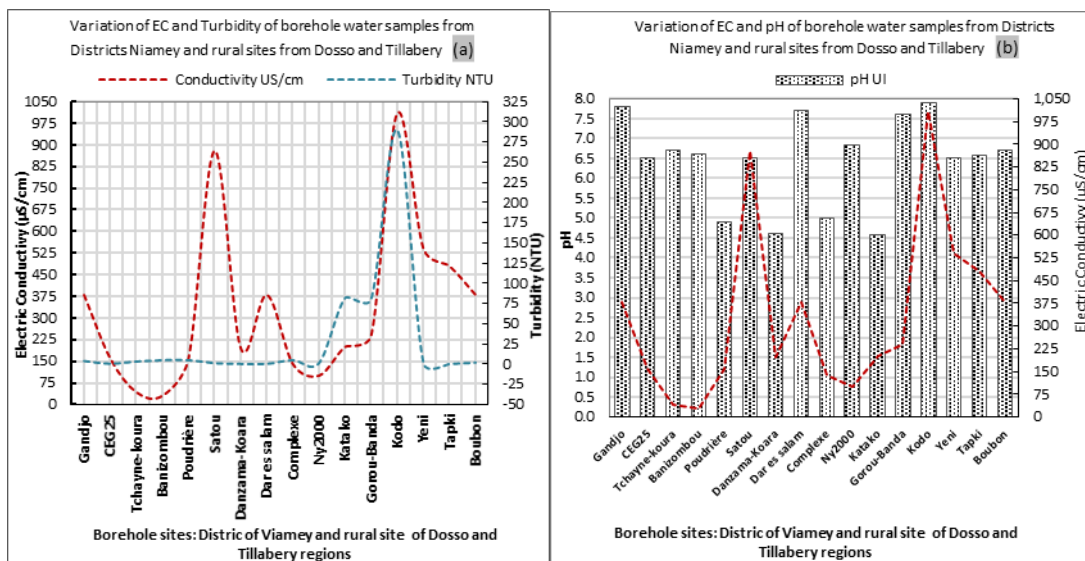 Variation of EC and Turbidity of borehole water samples from
Districts Niamey and rural sites from Dosso and Tillabery (a)
Conductivity US/cm
Turbidity NTU
Electric Conductivy (µS/cm)
1050
975
900
825
750
675
600
525
450
375
300
225
150
75
0
325
300
275
250
225
200
175
150
125
100
75
50
25
0
-25
-50
Turbidity (NTU)
Gandjo
CEG25
Tchayne-koura
Banizombou
Poudrière
Satou
Danzama-Koara
Dar es salam
Complexe
Ny2000
Katako
Gorou-Banda
Kodo
Yeni
Tapki
Boubon
Borehole sites: Distric of Viamey and rural site of Dosso and
Tillabery regions
Variation of EC and pH of borehole water samples from Districts
Niamey and rural sites from Dosso and Tillabery (b)
pH UI
pH
8.0
7.5
7.0
6.5
6.0
5.5
5.0
4.5
4.0
3.5
3.0
2.5
2.0
1.5
1.0
0.5
0.0
1,050
975
900
825
750
675
600
525
450
375
300
225
150
75
0
Electric Conductivy (uS/cm)
Gandjo
CEG25
Tchayne-koura
Banizombou
Poudrière
Satou
Danzama-Koara
Dar es salam
Complexe
Ny2000
Katako
Gorou-Banda
Kodo
Yeni
Tapki
Boubon
Borehole sites: Distric of Viamey and rural site of Dosso and
Tillabery regions